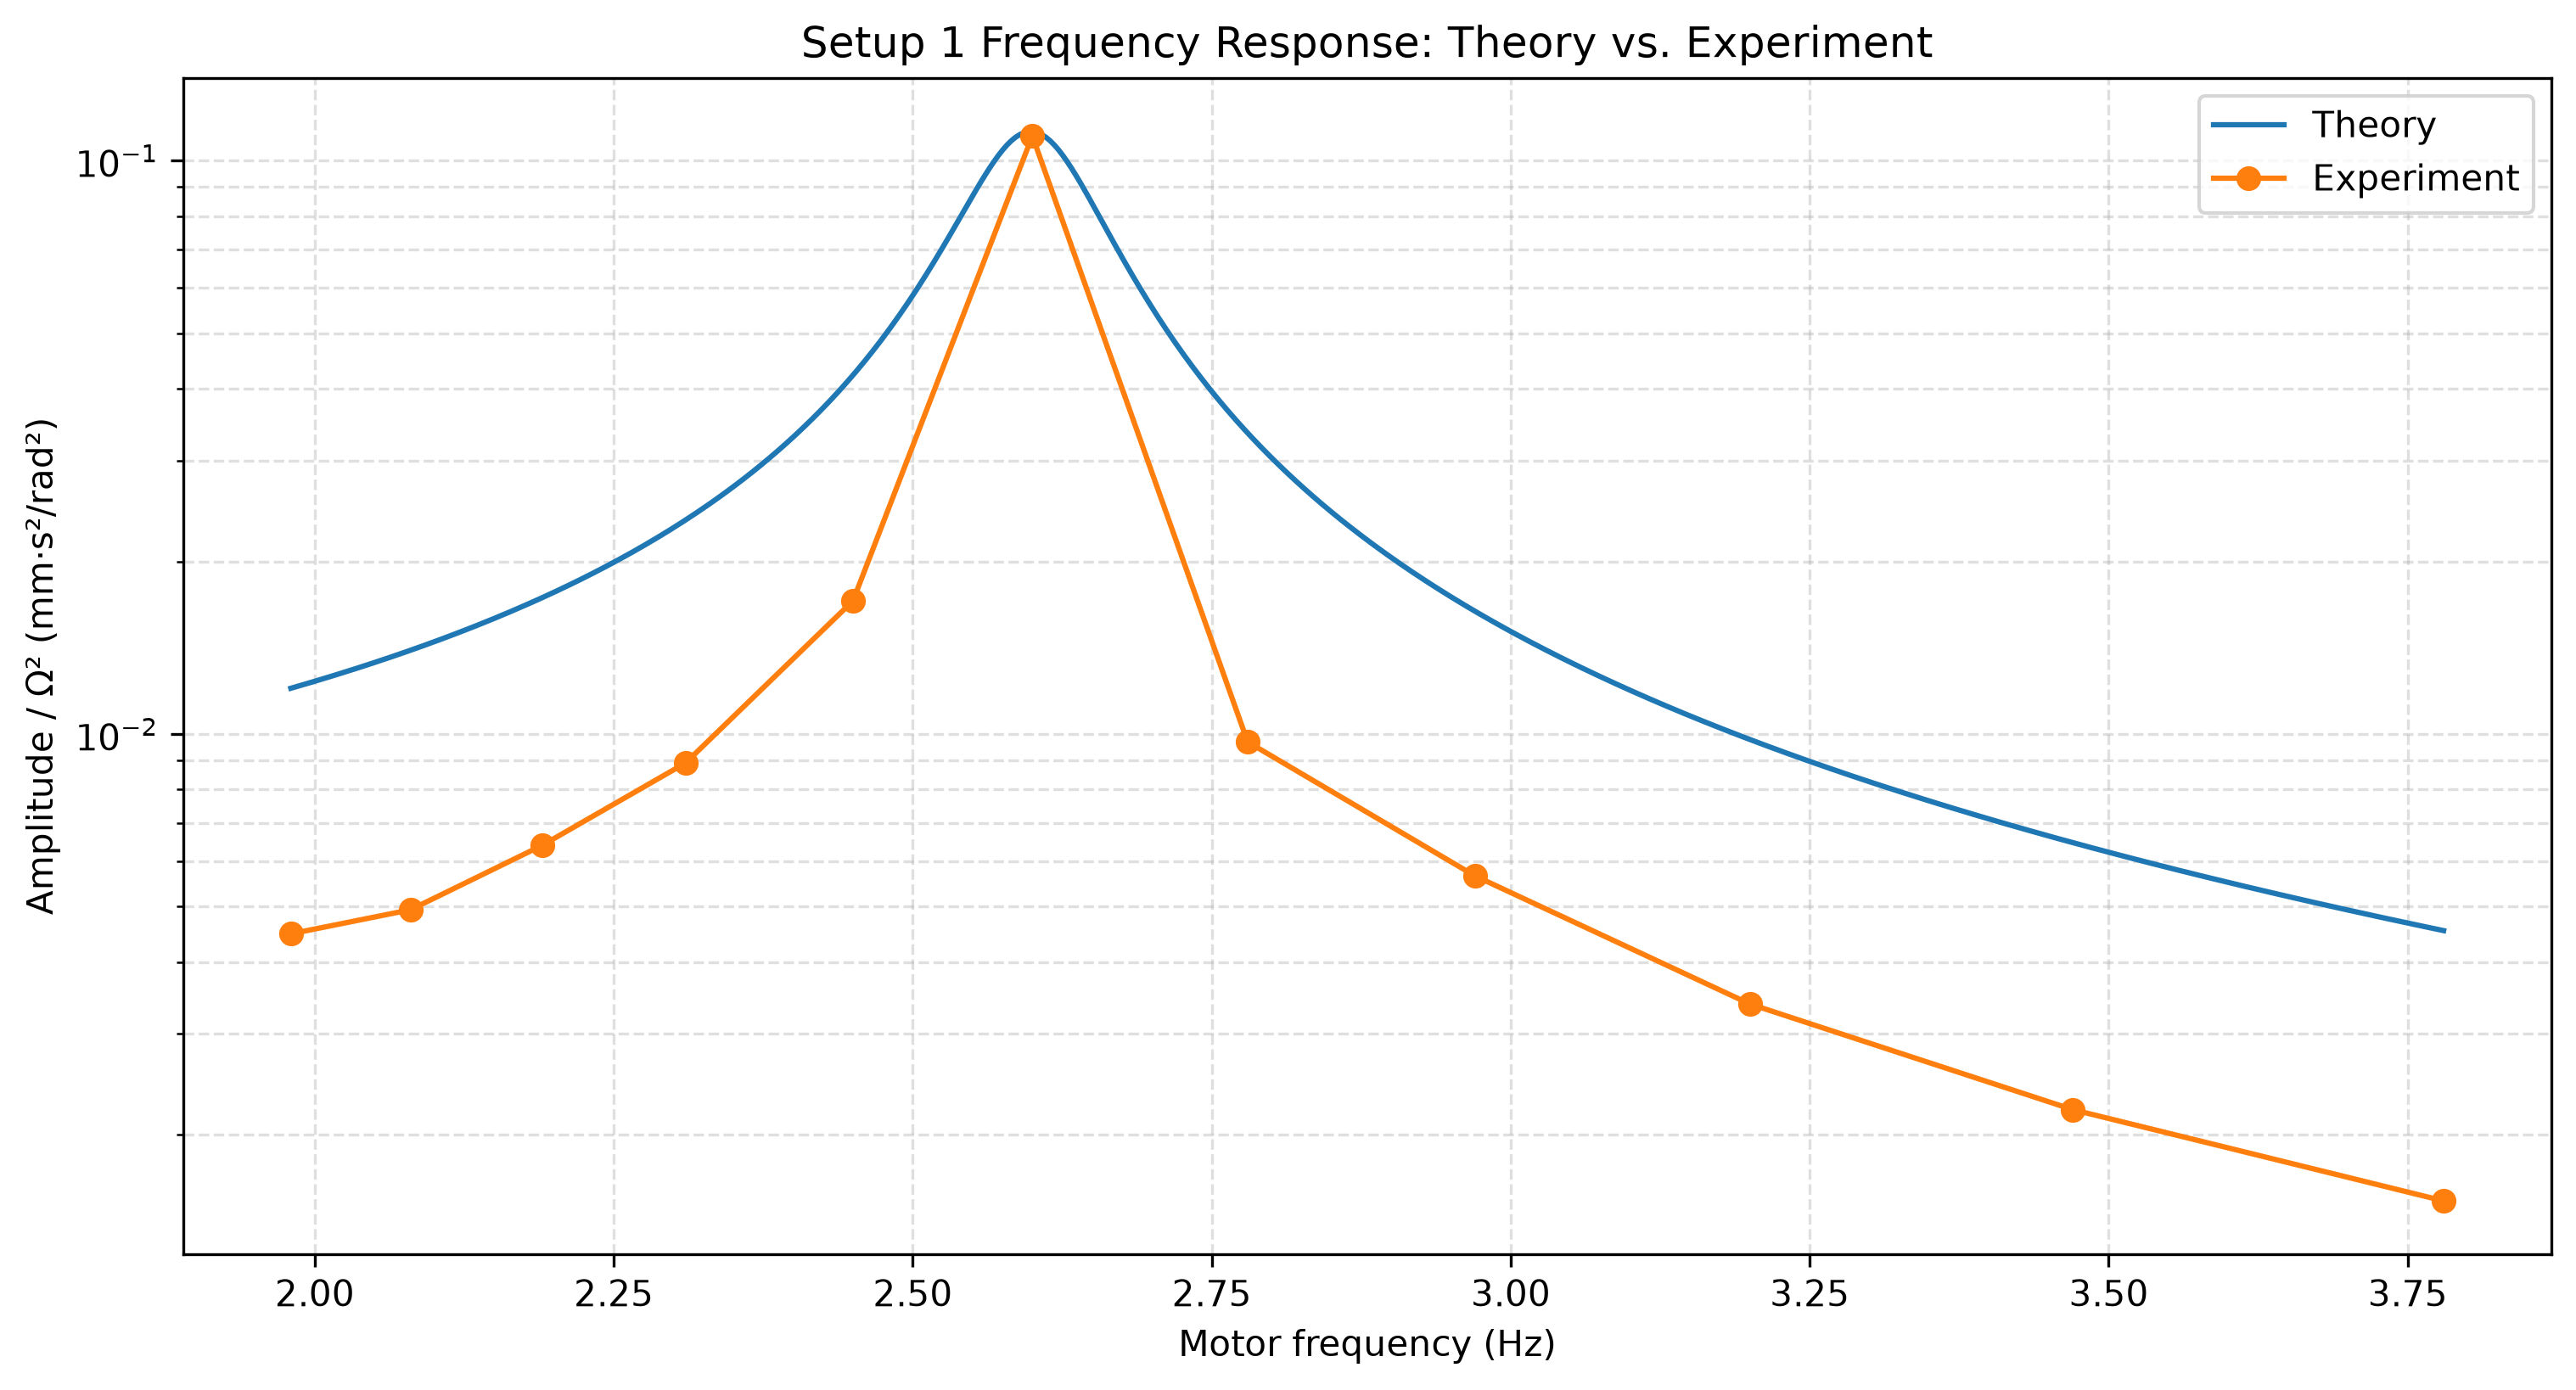 Setup 1 Frequency Response: Theory vs. Experiment
Theory
Experiment
Amplitude / Ω² (mm·s²/rad²)
10⁻¹
10⁻²
2.00 2.25 2.50 2.75 3.00 3.25 3.50 3.75
Motor frequency (Hz)